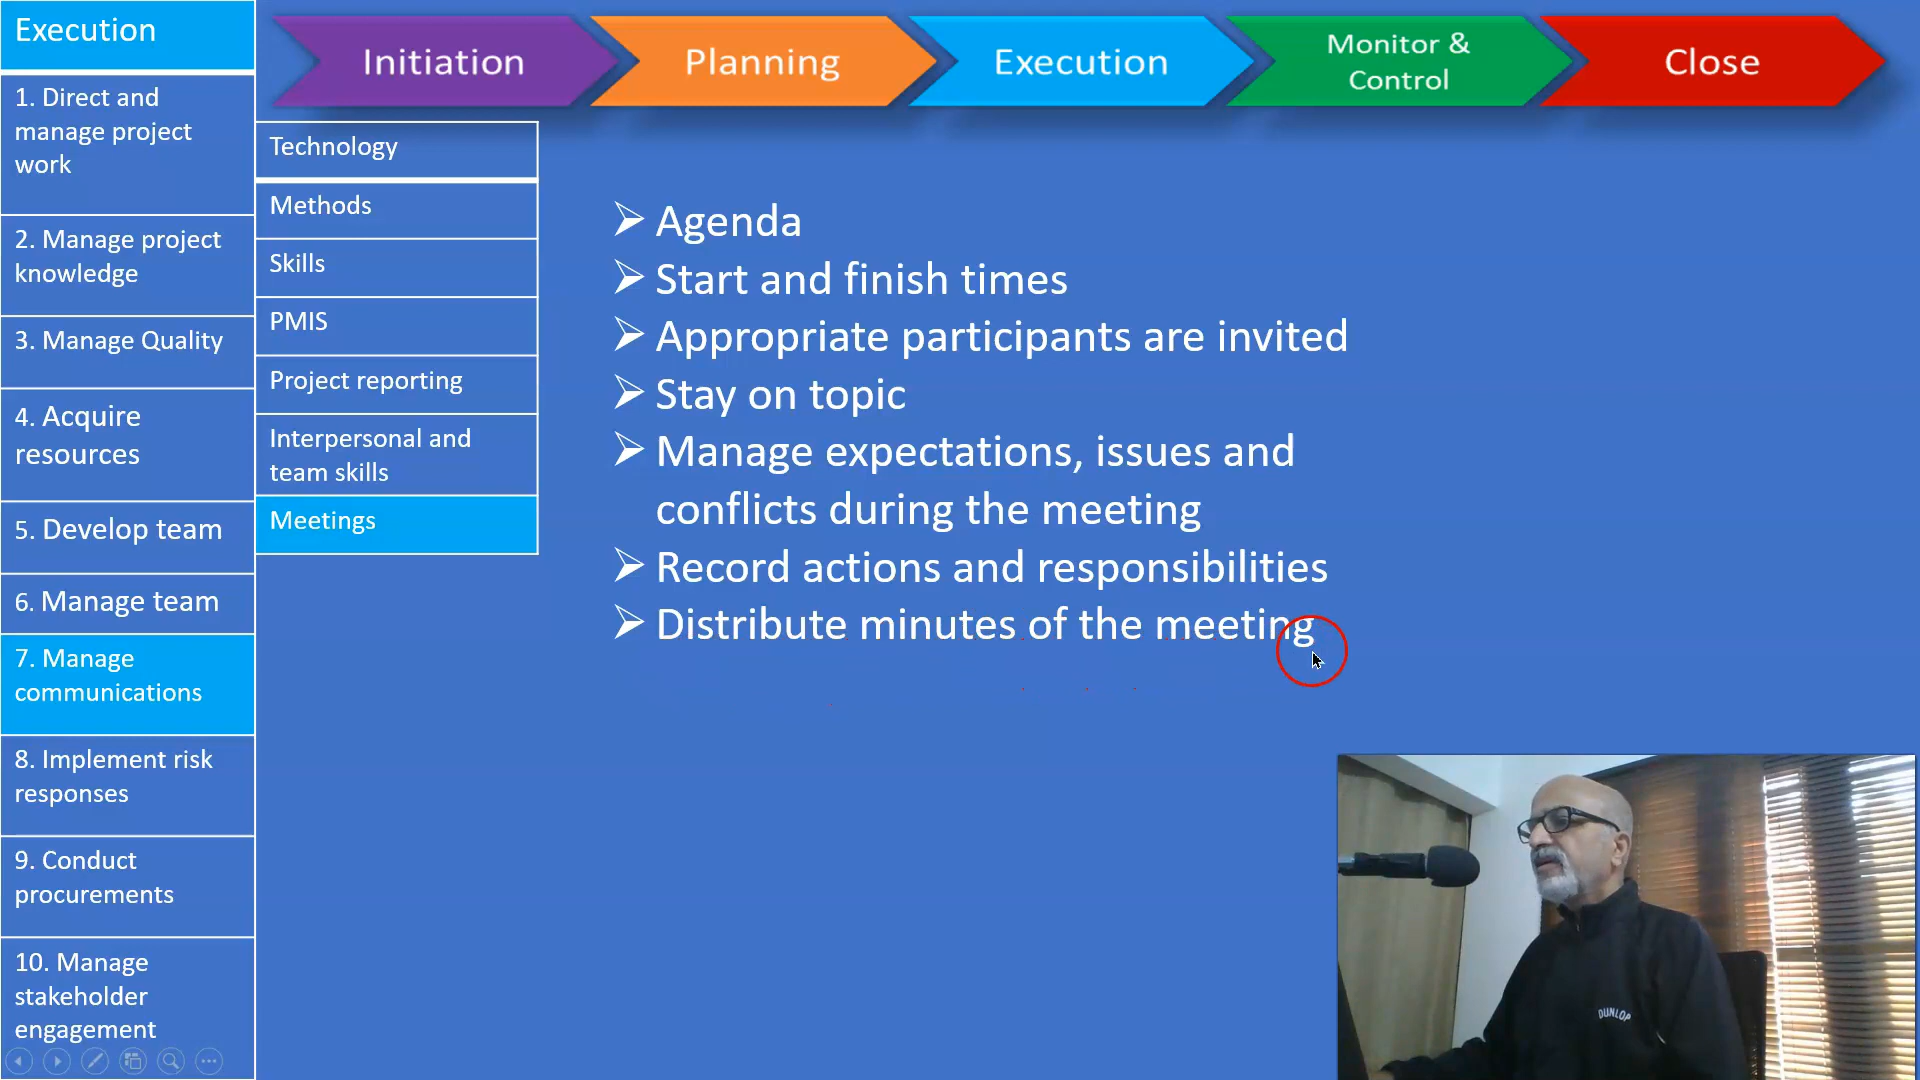 Execution
1. Direct and
manage project
work
2. Manage project
knowledge
3. Manage Quality
4. Acquire
resources
5. Develop team
6. Manage team
7. Manage
communications
8. Implement risk
responses
9. Conduct
procurements
10. Manage
stakeholder
engagement
Initiation
Planning
Execution
Monitor &
Control
Close
Technology
Methods
Skills
PMIS
Project reporting
Interpersonal and
team skills
Meetings
Agenda
Start and finish times
Appropriate participants are invited
Stay on topic
Manage expectations, issues and
conflicts during the meeting
Record actions and responsibilities
Distribute minutes of the meeting
DUNLOP